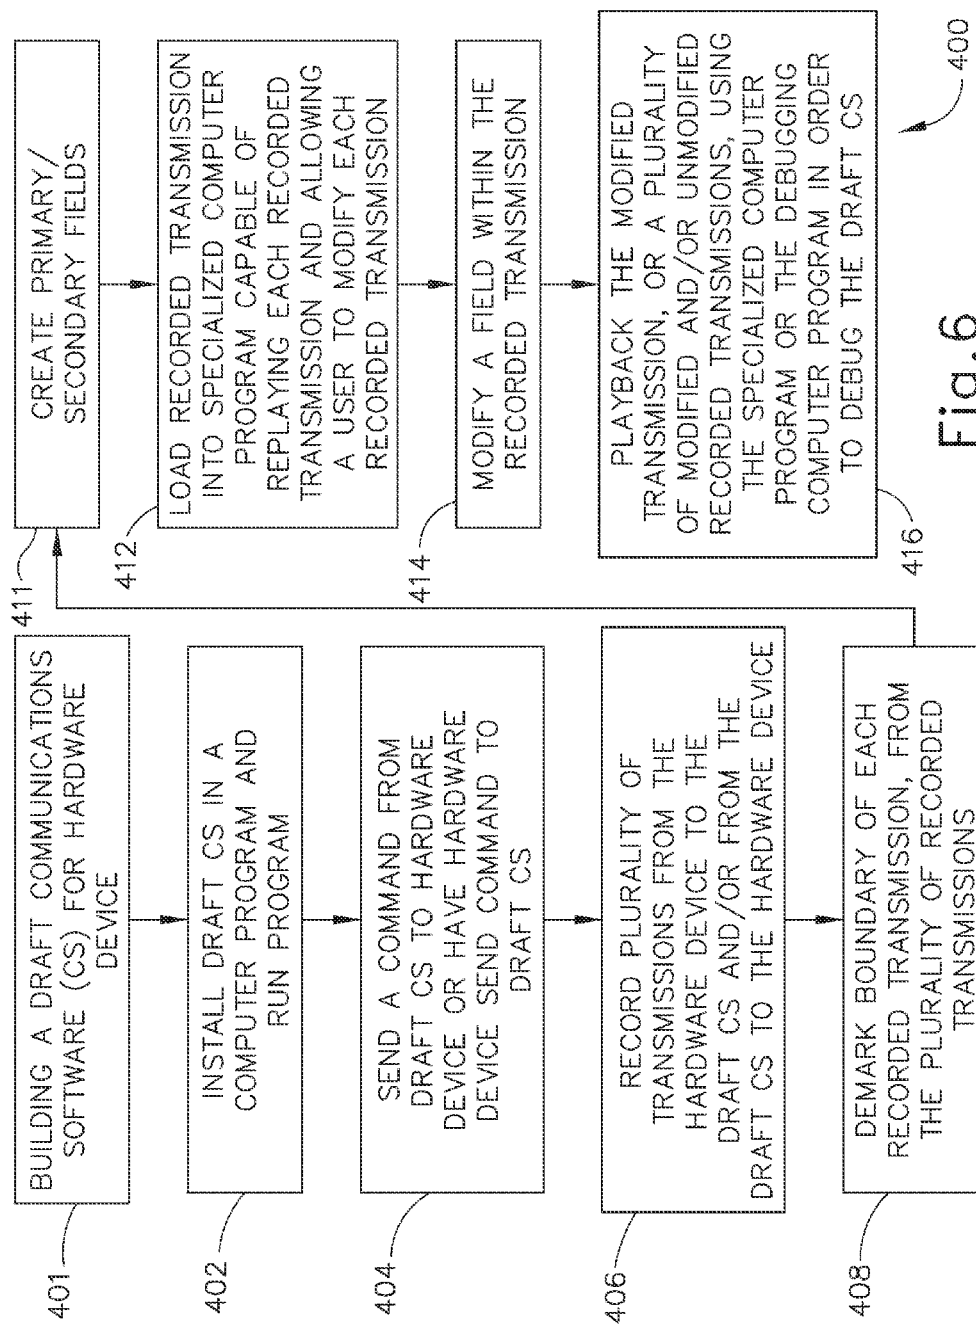 401
BUILDING A DRAFT COMMUNICATIONS
SOFTWARE (CS) FOR HARDWARE
DEVICE
402
INSTALL DRAFT CS IN A
COMPUTER PROGRAM AND
RUN PROGRAM
404
SEND A COMMAND FROM
DRAFT CS TO HARDWARE
DEVICE OR HAVE HARDWARE
DEVICE SEND COMMAND TO
DRAFT CS
406
RECORD PLURALITY OF
TRANSMISSIONS FROM THE
HARDWARE DEVICE TO THE
DRAFT CS AND/OR FROM THE
DRAFT CS TO THE HARDWARE DEVICE
408
DEMARK BOUNDARY OF EACH
RECORDED TRANSMISSION, FROM
THE PLURALITY OF RECORDED
TRANSMISSIONS
411
CREATE PRIMARY/
SECONDARY FIELDS
412
LOAD RECORDED TRANSMISSION
INTO SPECIALIZED COMPUTER
PROGRAM CAPABLE OF
REPLAYING EACH RECORDED
TRANSMISSION AND ALLOWING
A USER TO MODIFY EACH
RECORDED TRANSMISSION
414
MODIFY A FIELD WITHIN THE
RECORDED TRANSMISSION
416
PLAYBACK THE MODIFIED
TRANSMISSION, OR A PLURALITY
OF MODIFIED AND/OR UNMODIFIED
RECORDED TRANSMISSIONS, USING
THE SPECIALIZED COMPUTER
PROGRAM OR THE DEBUGGING
COMPUTER PROGRAM IN ORDER
TO DEBUG THE DRAFT CS
400
Fig.6